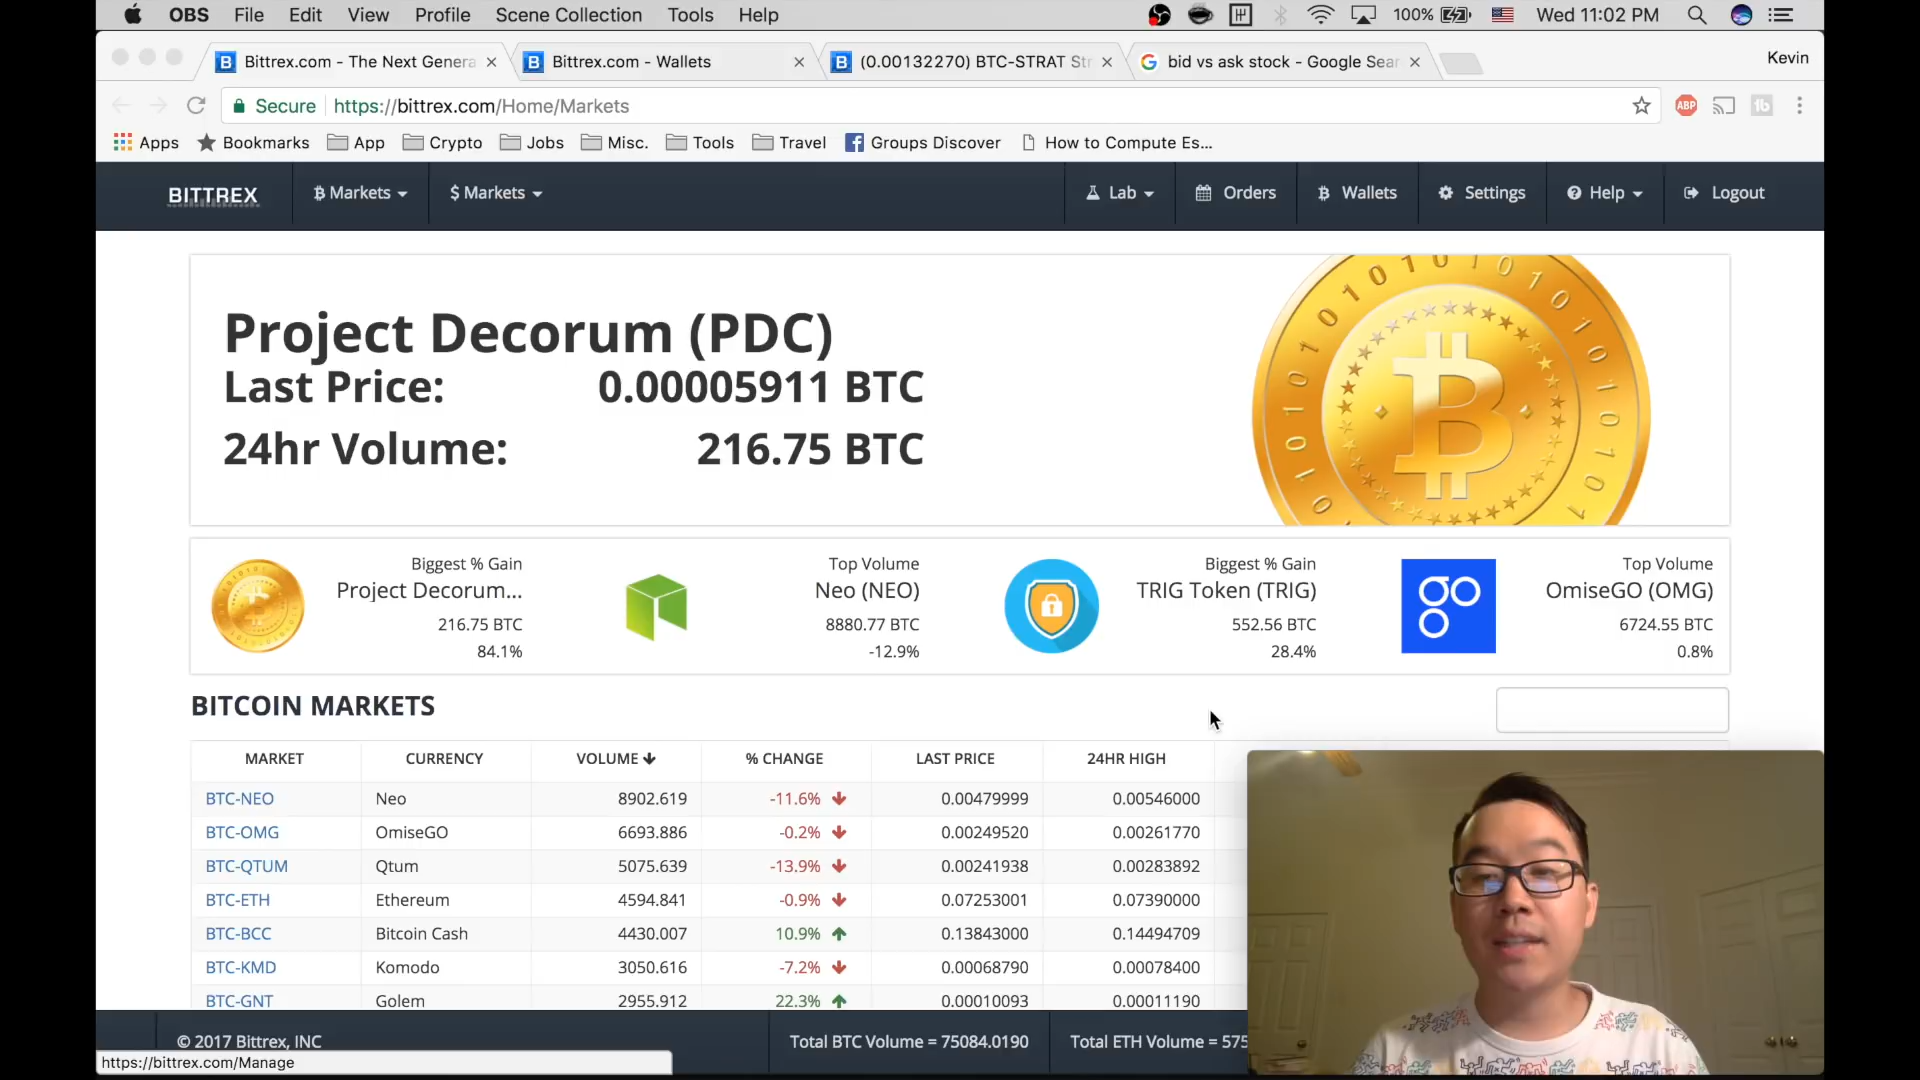 OBS File Edit View Profile Scene Collection Tools Help 100% Wed 11:02 PM
Bittrex.com - The Next Genera Bittrex.com - Wallets (0.00132270) BTC-STRAT Str bid vs ask stock - Google Sear Kevin
Secure https://bittrex.com/Home/Markets ABP
Apps Bookmarks App Crypto Jobs Misc. Tools Travel Groups Discover How to Compute Es...
BITTREX Markets $ Markets Lab Orders Wallets Settings Help Logout
Project Decorum (PDC)
Last Price: 0.00005911 BTC
24hr Volume: 216.75 BTC
Biggest % Gain Top Volume Biggest % Gain Top Volume
Project Decorum... Neo (NEO) TRIG Token (TRIG) go OmiseGO (OMG)
216.75 BTC 8880.77 BTC 552.56 BTC 6724.55 BTC
84.1% -12.9% 28.4% 0.8%
BITCOIN MARKETS
MARKET CURRENCY VOLUME % CHANGE LAST PRICE 24HR HIGH
BTC-NEO Neo 8902.619 -11.6% 0.00479999 0.00546000
BTC-OMG OmiseGO 6693.886 -0.2% 0.00249520 0.00261770
BTC-QTUM Qtum 5075.639 -13.9% 0.00241938 0.00283892
BTC-ETH Ethereum 4594.841 -0.9% 0.07253001 0.07390000
BTC-BCC Bitcoin Cash 4430.007 10.9% 0.13843000 0.14494709
BTC-KMD Komodo 3050.616 -7.2% 0.00068790 0.00078400
BTC-GNT Golem 2955.912 22.3% 0.00010093 0.00011190
© 2017 Bittrex, INC Total BTC Volume = 75084.0190 Total ETH Volume = 575
https://bittrex.com/Manage